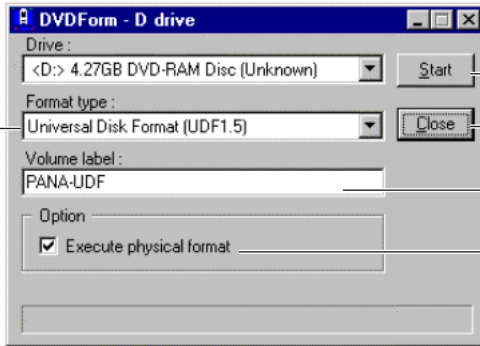 DVDForm - D drive
Drive :
<D:> 4.27GB DVD-RAM Disc (Unknown)
Start
Format type :
Universal Disk Format (UDF1.5)
Close
Volume label :
PANA-UDF
Option
Execute physical format